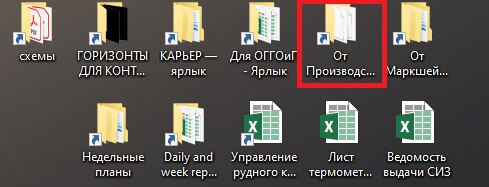 схемы
ГОРИЗОНТЫ
ДЛЯ КОНТ...
КАРЬЕР —
ярлык
Для ОГГОиГ
- Ярлык
От
Производс...
От
Маркшей...
Недельные
планы
Daily and
week rep...
Управление
рудного к...
Лист
термомет...
Ведомость
выдачи СИЗ